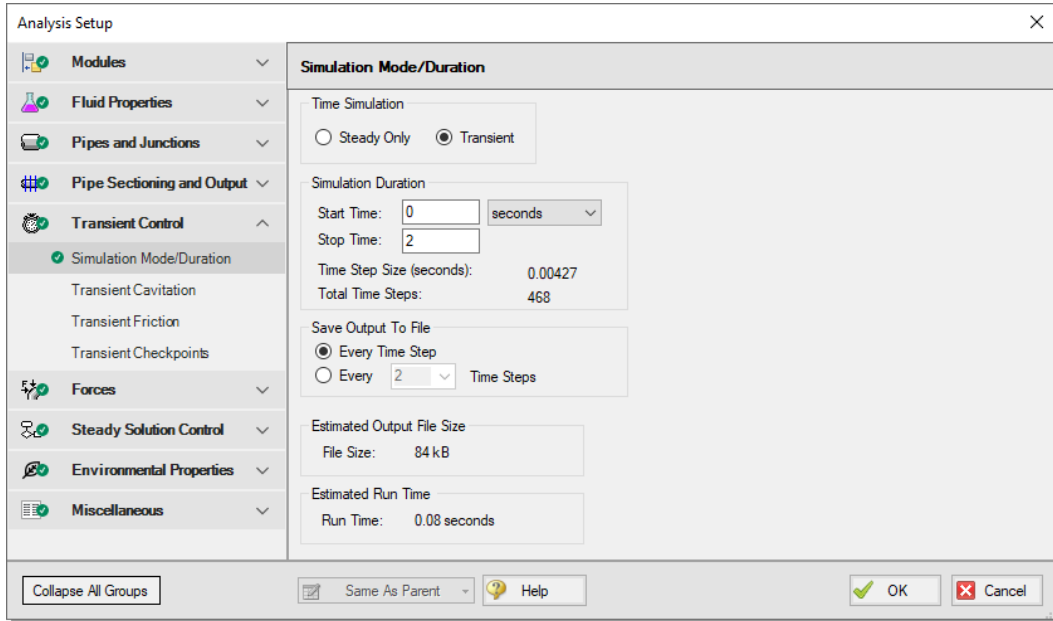 Analysis Setup
Modules
Fluid Properties
Pipes and Junctions
Pipe Sectioning and Output
Transient Control
Simulation Mode/Duration
Transient Cavitation
Transient Friction
Transient Checkpoints
Forces
Steady Solution Control
Environmental Properties
Miscellaneous
Simulation Mode/Duration
Time Simulation
Steady Only Transient
Simulation Duration
Start Time: 0 seconds
Stop Time: 2
Time Step Size (seconds): 0.00427
Total Time Steps: 468
Save Output To File
Every Time Step
Every 2 Time Steps
Estimated Output File Size
File Size: 84 kB
Estimated Run Time
Run Time: 0.08 seconds
Collapse All Groups Same As Parent Help OK Cancel